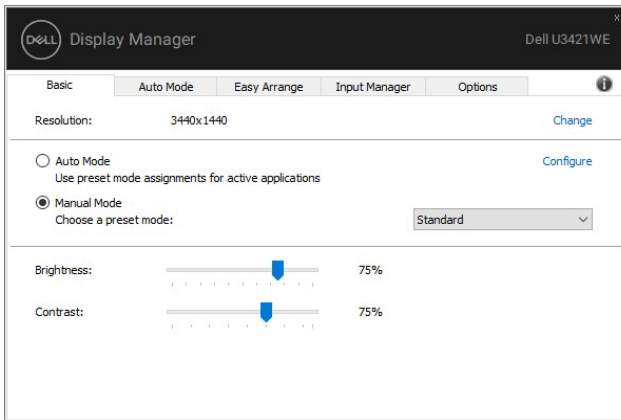 DELL Display Manager
Dell U3421WE
Basic Auto Mode Easy Arrange Input Manager Options
Resolution: 3440x1440 Change
Auto Mode Configure
Use preset mode assignments for active applications
Manual Mode
Choose a preset mode: Standard
Brightness: 75%
Contrast: 75%